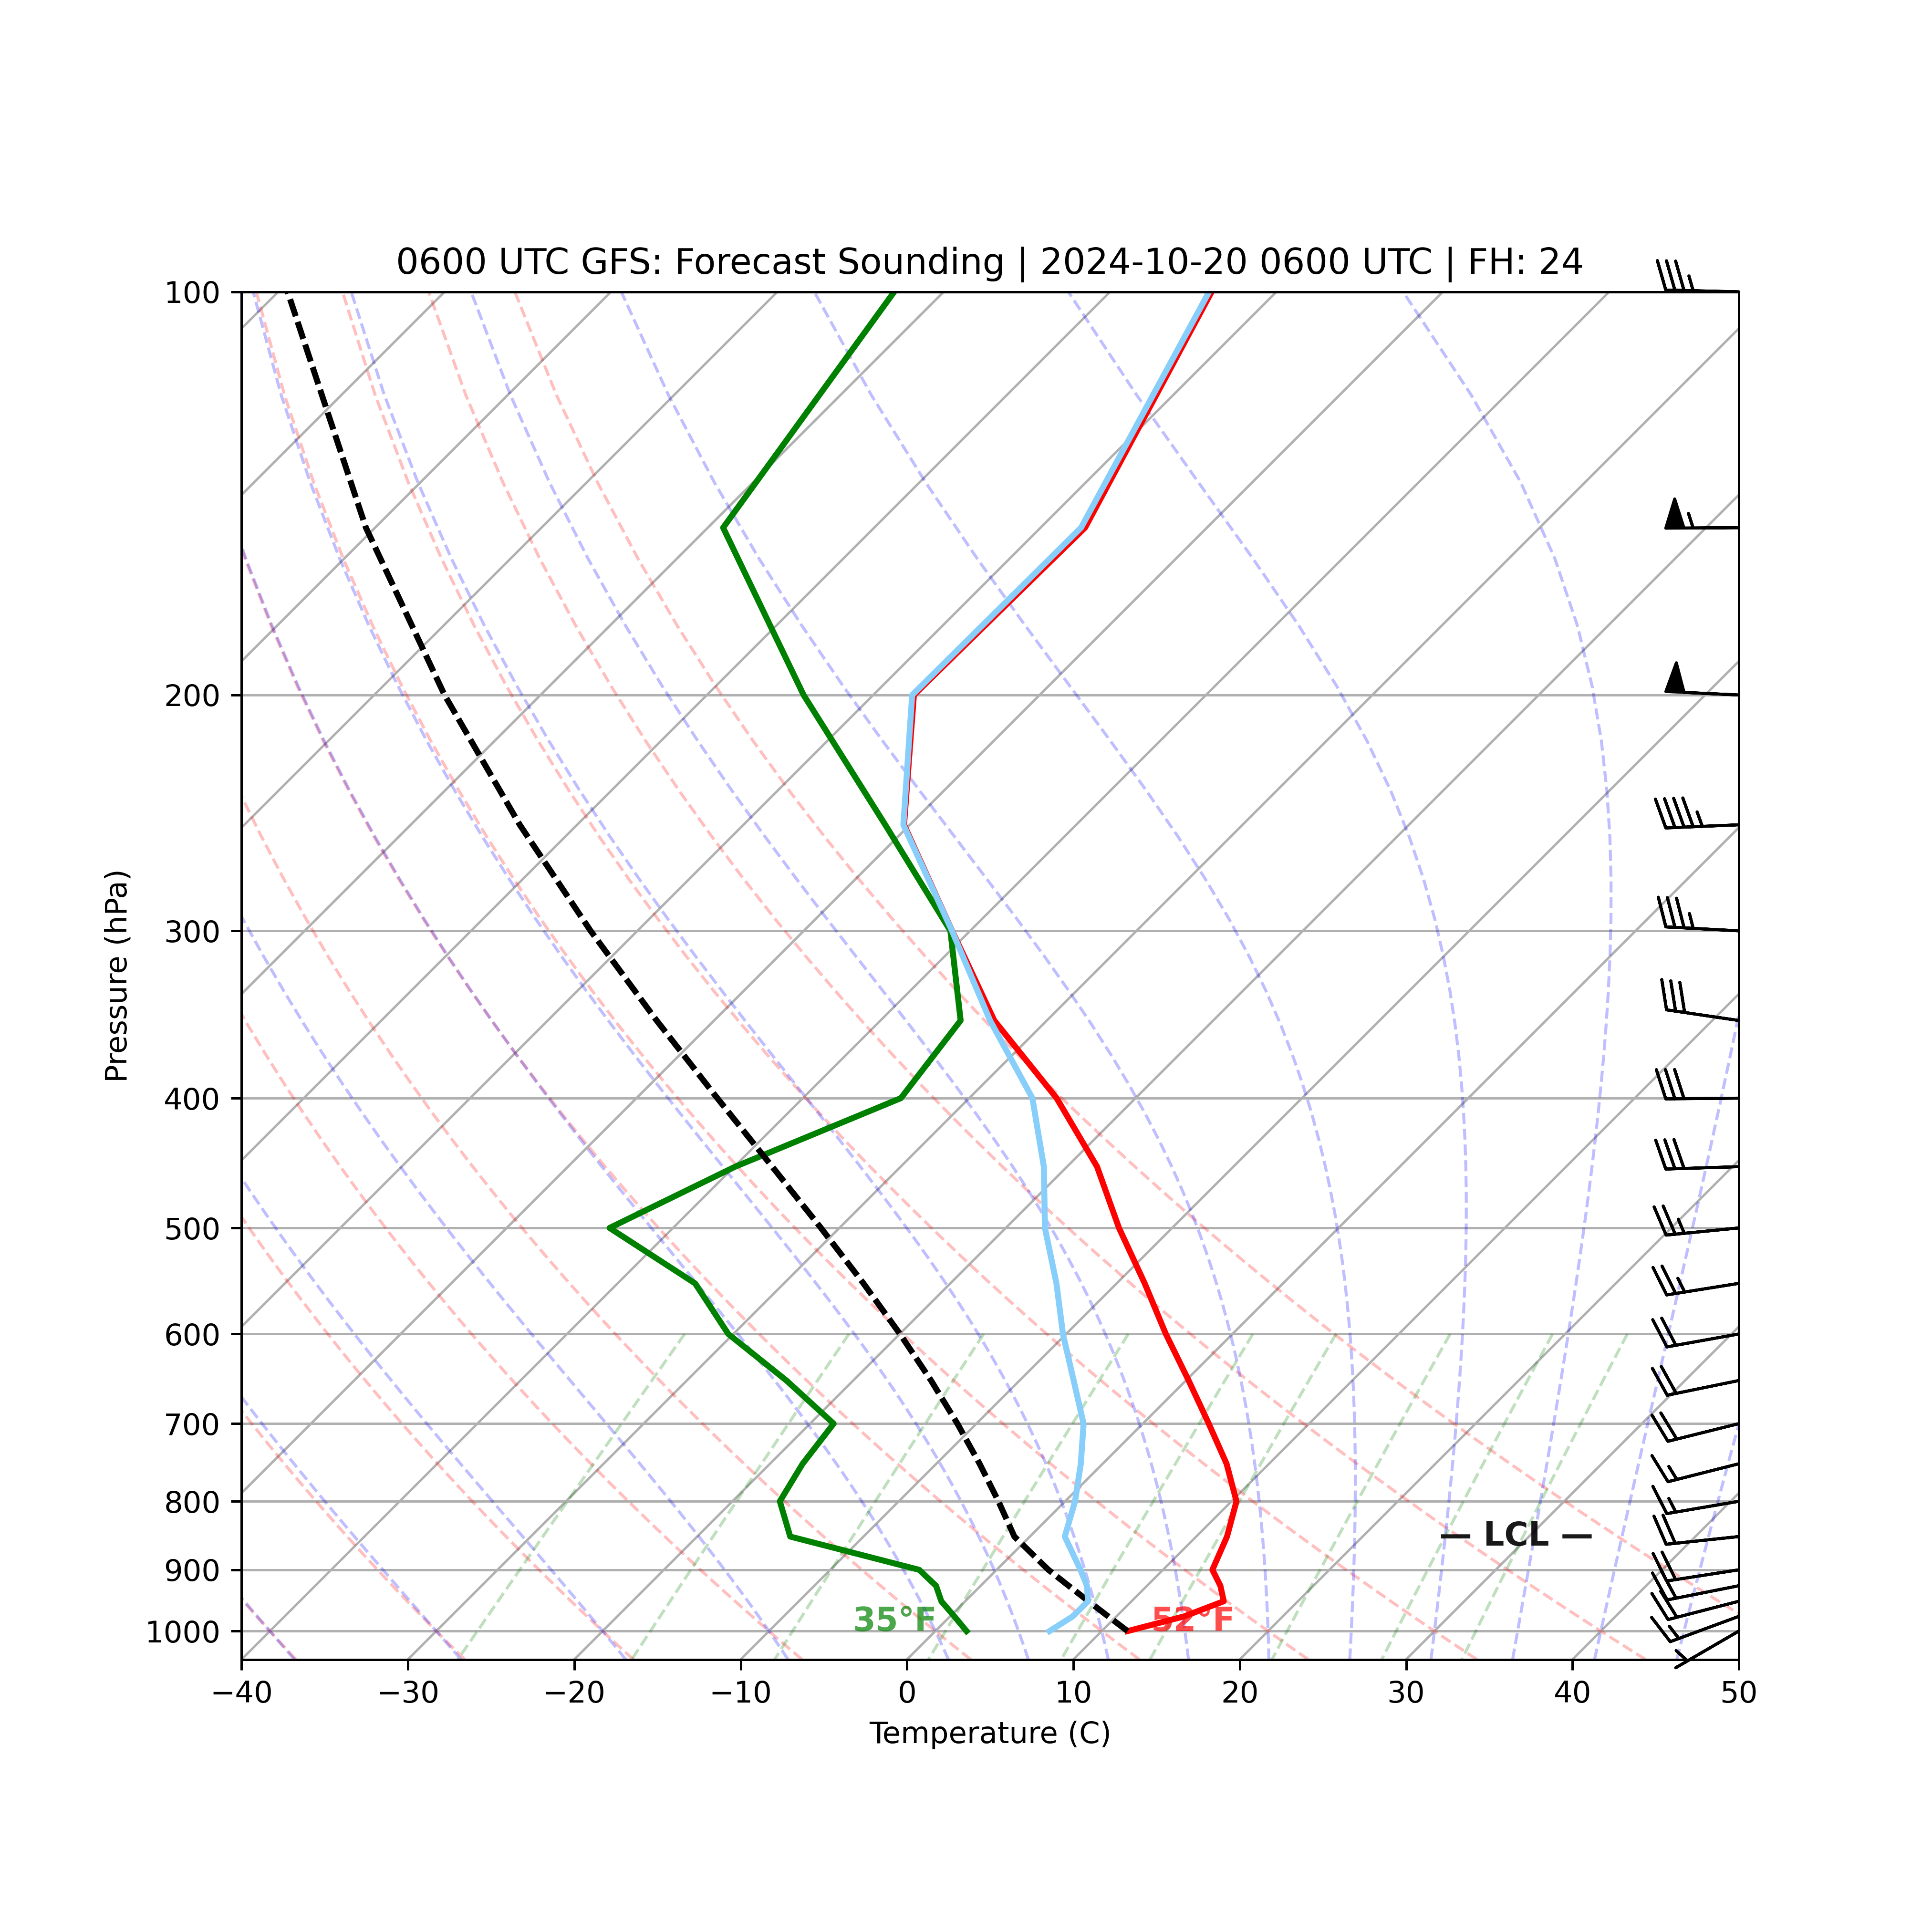 0600 UTC GFS: Forecast Sounding | 2024-10-20 0600 UTC | FH: 24
100
200
300
400
500
600
700
800
900
1000
Pressure (hPa)
— LCL —
35°F
52°F
−40 −30 −20 −10 0 10 20 30 40 50
Temperature (C)